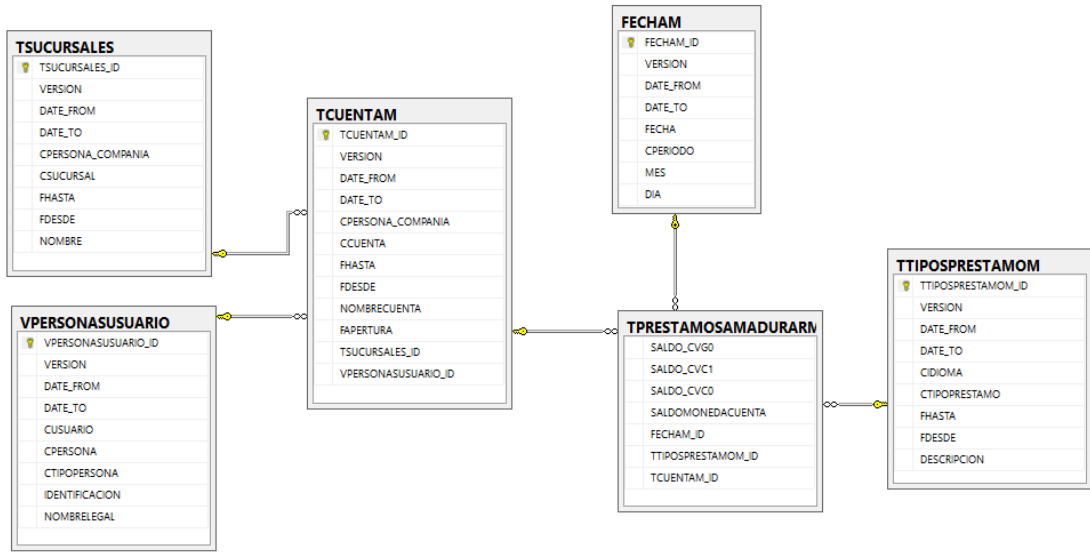 TSUCURSALES
TSUCURSALES_ID
VERSION
DATE_FROM
DATE_TO
CPERSONA_COMPANIA
CSUCURSAL
FHASTA
FDESDE
NOMBRE
VPERSONASUSUARIO
VPERSONASUSUARIO_ID
VERSION
DATE_FROM
DATE_TO
CUSUARIO
CPERSONA
CTIPOPERSONA
IDENTIFICACION
NOMBRELEGAL
TCUENTAM
TCUENTAM_ID
VERSION
DATE_FROM
DATE_TO
CPERSONA_COMPANIA
CCUENTA
FHASTA
FDESDE
NOMBRECUENTA
FAPERTURA
TSUCURSALES_ID
VPERSONASUSUARIO_ID
FECHAM
FECHAM_ID
VERSION
DATE_FROM
DATE_TO
FECHA
CPERIODO
MES
DIA
TPRESTAMOSAMADURARM
SALDO_CVG0
SALDO_CVC1
SALDO_CVC0
SALDOMONEDACUENTA
FECHAM_ID
TTIPOSPRESTAMOM_ID
TCUENTAM_ID
TTIPOSPRESTAMOM
TTIPOSPRESTAMOM_ID
VERSION
DATE_FROM
DATE_TO
CIDIOMA
CTIPOPRESTAMO
FHASTA
FDESDE
DESCRIPCION